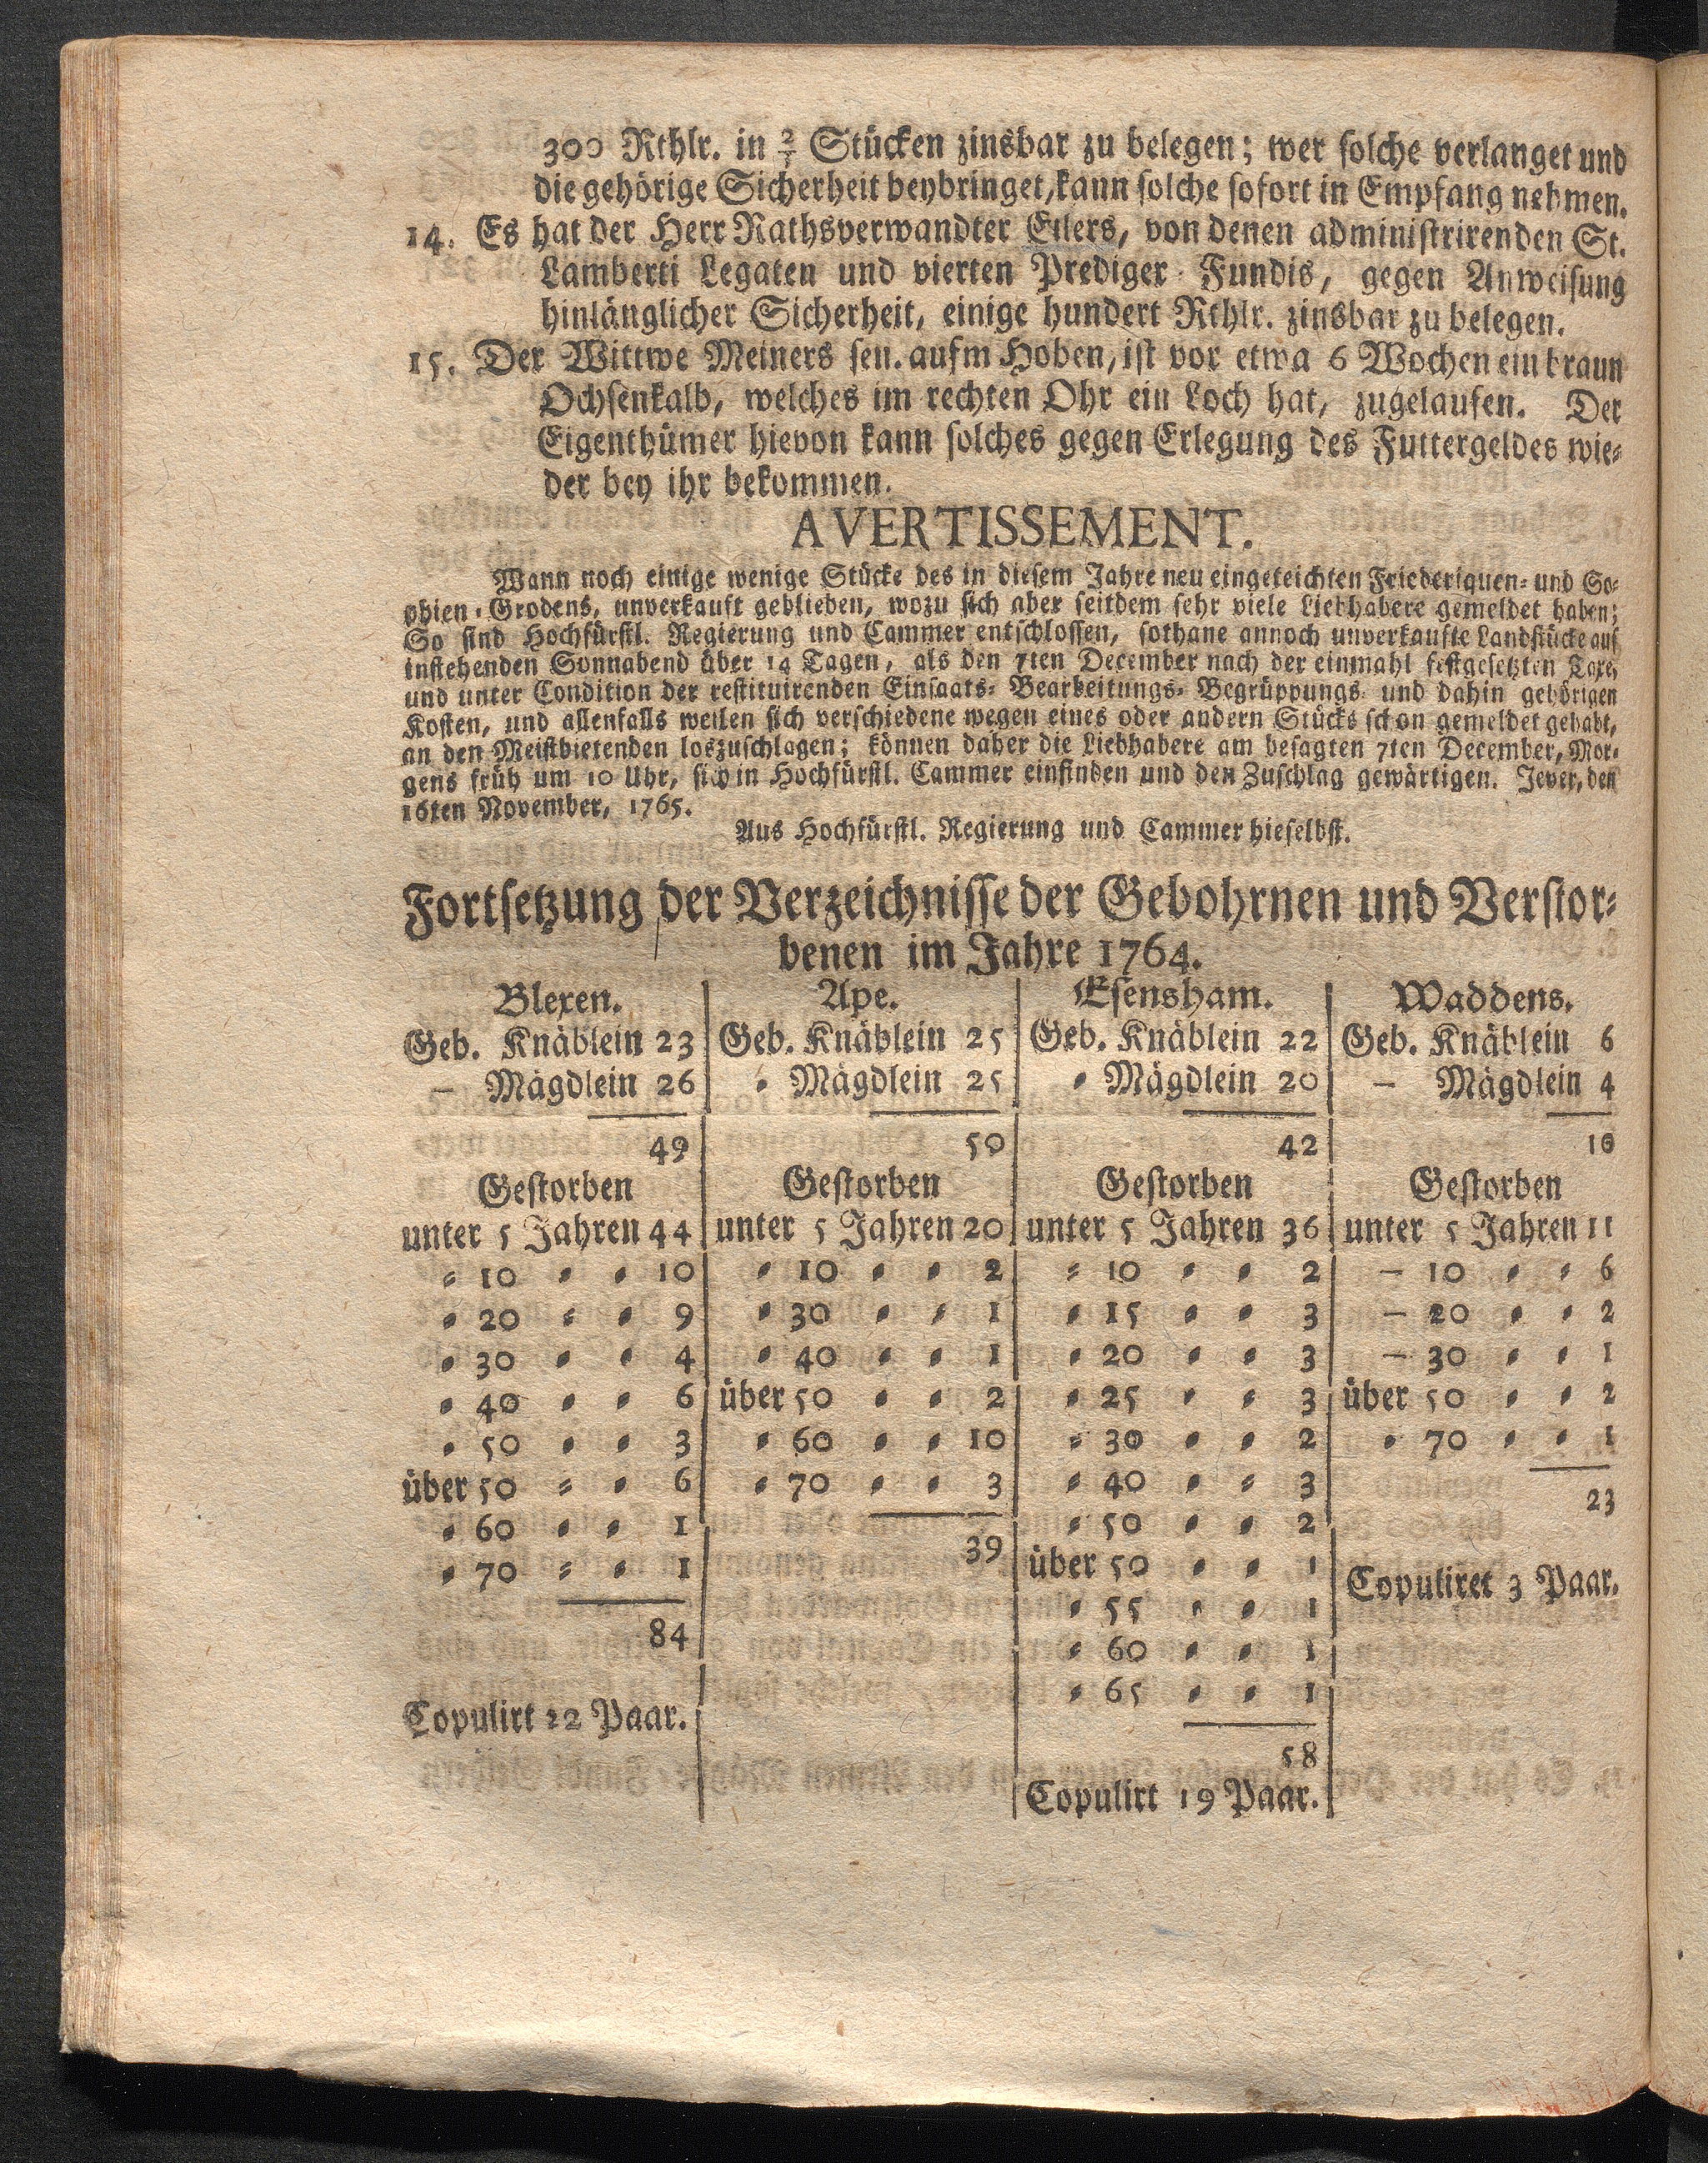 300 Rthlr. in 2/3 Stücken zinsbar zu belegen; wer solche verlanget und
die gehörige Sicherheit beybringet, kann solche sofort in Empfang nehmen.
14. Es hat der Herr Rathsverwandter Eilers, von denen administrirenden St.
Lamberti Legaten und vierten Prediger-Fundis, gegen Anweisung
hinlänglicher Sicherheit, einige hundert Rthlr. zinsbar zu belegen.
15. Der Wittwe Meiners sen. aufm Hoben, ist vor etwa 6 Wochen ein braun
Ochsenkalb, welches im rechten Ohr ein Loch hat, zugelaufen. Der
Eigenthümer hievon kann solches gegen Erlegung des Futtergeldes wie=
der bey ihr bekommen.
AVERTISSEMENT.
Wann noch einige wenige Stücke des in diesem Jahre neu eingeteichten Friederiquen= und So=
phien=Grodens, unverkauft geblieben, wozu sich aber seitdem sehr viele Liebhabere gemeldet haben;
So sind Hochfürstl. Regierung und Cammer entschlossen, sothane annoch unverkaufte Landstücke auf
instehenden Sonnabend über 14 Tagen, als den 7ten December nach der einmahl festgesetzten Taxe,
und unter Condition der restituirenden Einsaats= Bearbeitungs= Begrüppungs= und dahin gehörigen
Kosten, und allenfalls weilen sich verschiedene wegen eines oder andern Stücks schon gemeldet gehabt,
an den Meistbietenden loszuschlagen; können daher die Liebhabere am besagten 7ten December, Mor=
gens früh um 10 Uhr, sich in Hochfürstl. Cammer einfinden und den Zuschlag gewärtigen. Jever, den
16ten November, 1765.
Aus Hochfürstl. Regierung und Cammer hieselbst.
Fortsetzung der Verzeichnisse der Gebohrnen und Verstor=
benen im Jahre 1764.
Blexen.
Geb. Knäblein 23
— Mägdlein 26
49
Gestorben
unter 5 Jahren 44
= 10 = = 10
= 20 = = 9
= 30 = = 4
= 40 = = 6
= 50 = = 3
über 50 = = 6
= 60 = = 1
= 70 = = 1
84
Copulirt 22 Paar.
Ape.
Geb. Knäblein 25
= Mägdlein 25
50
Gestorben
unter 5 Jahren 20
= 10 = = 2
= 30 = = 1
= 40 = = 1
über 50 = = 2
= 60 = = 10
= 70 = = 3
39
Esensham.
Geb. Knäblein 22
= Mägdlein 20
42
Gestorben
unter 5 Jahren 36
= 10 = = 2
= 15 = = 3
= 20 = = 3
= 25 = = 3
= 30 = = 2
= 40 = = 3
= 50 = = 2
über 50 = = 1
= 55 = = 1
= 60 = = 1
= 65 = = 1
58
Copulirt 19 Paar.
Waddens.
Geb. Knäblein 6
— Mägdlein 4
10
Gestorben
unter 5 Jahren 11
— 10 = = 6
— 20 = = 2
— 30 = = 1
über 50 = = 2
= 70 = = 1
23
Copuliret 3 Paar.